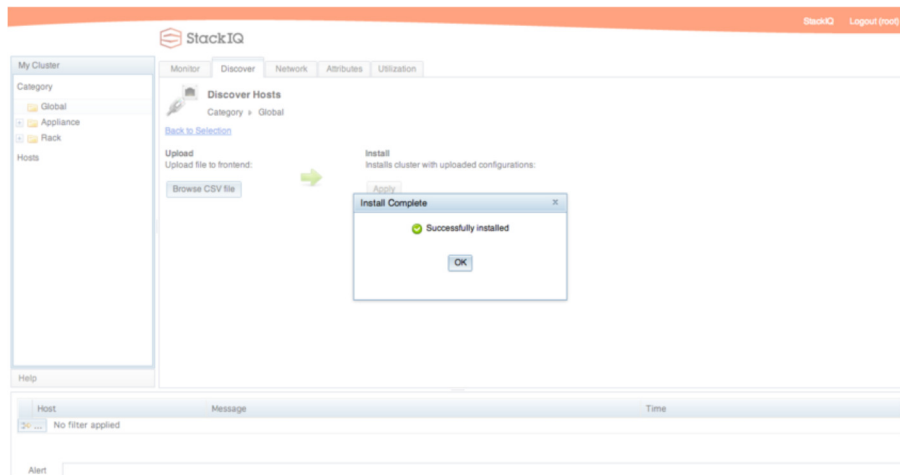 StackIQ Logout (root)
StackIQ
My Cluster
Category
Global
Appliance
Rack
Hosts
Help
Monitor Discover Network Attributes Utilization
Discover Hosts
Category Global
Back to Selection
Upload
Upload file to frontend:
Browse CSV file
Install
Installs cluster with uploaded configurations:
Apply
Install Complete x
Successfully installed
OK
Host Message Time
... No filter applied
Alert